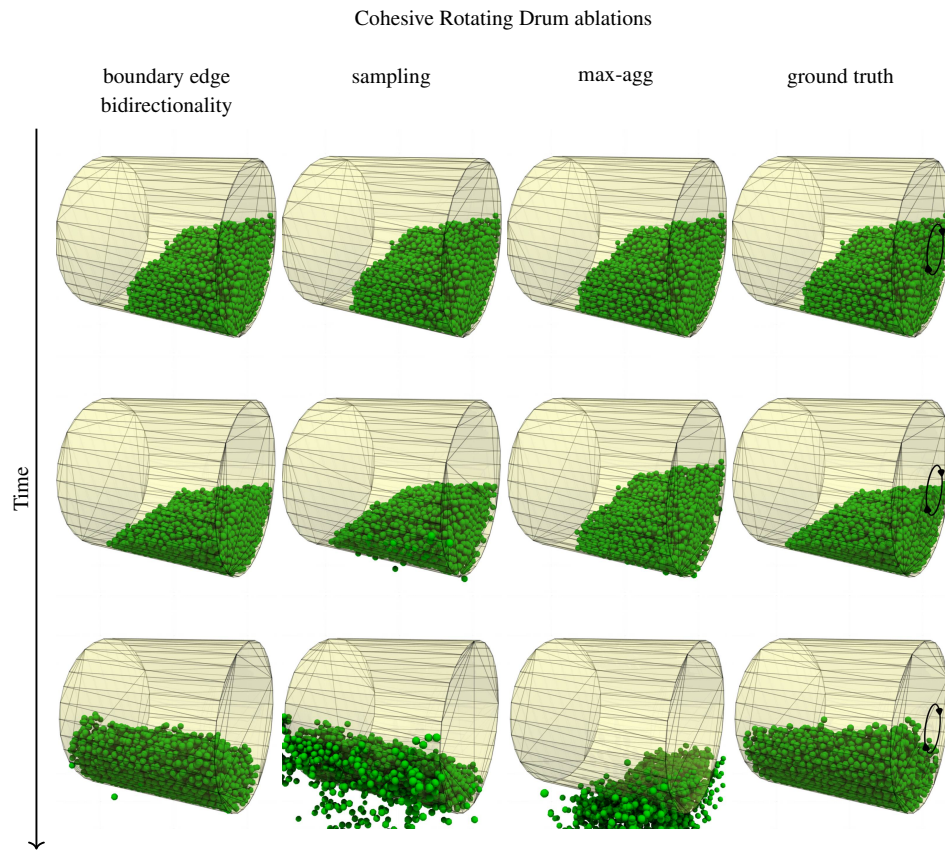 Cohesive Rotating Drum ablations
boundary edge
bidirectionality
sampling
max-agg
ground truth
Time